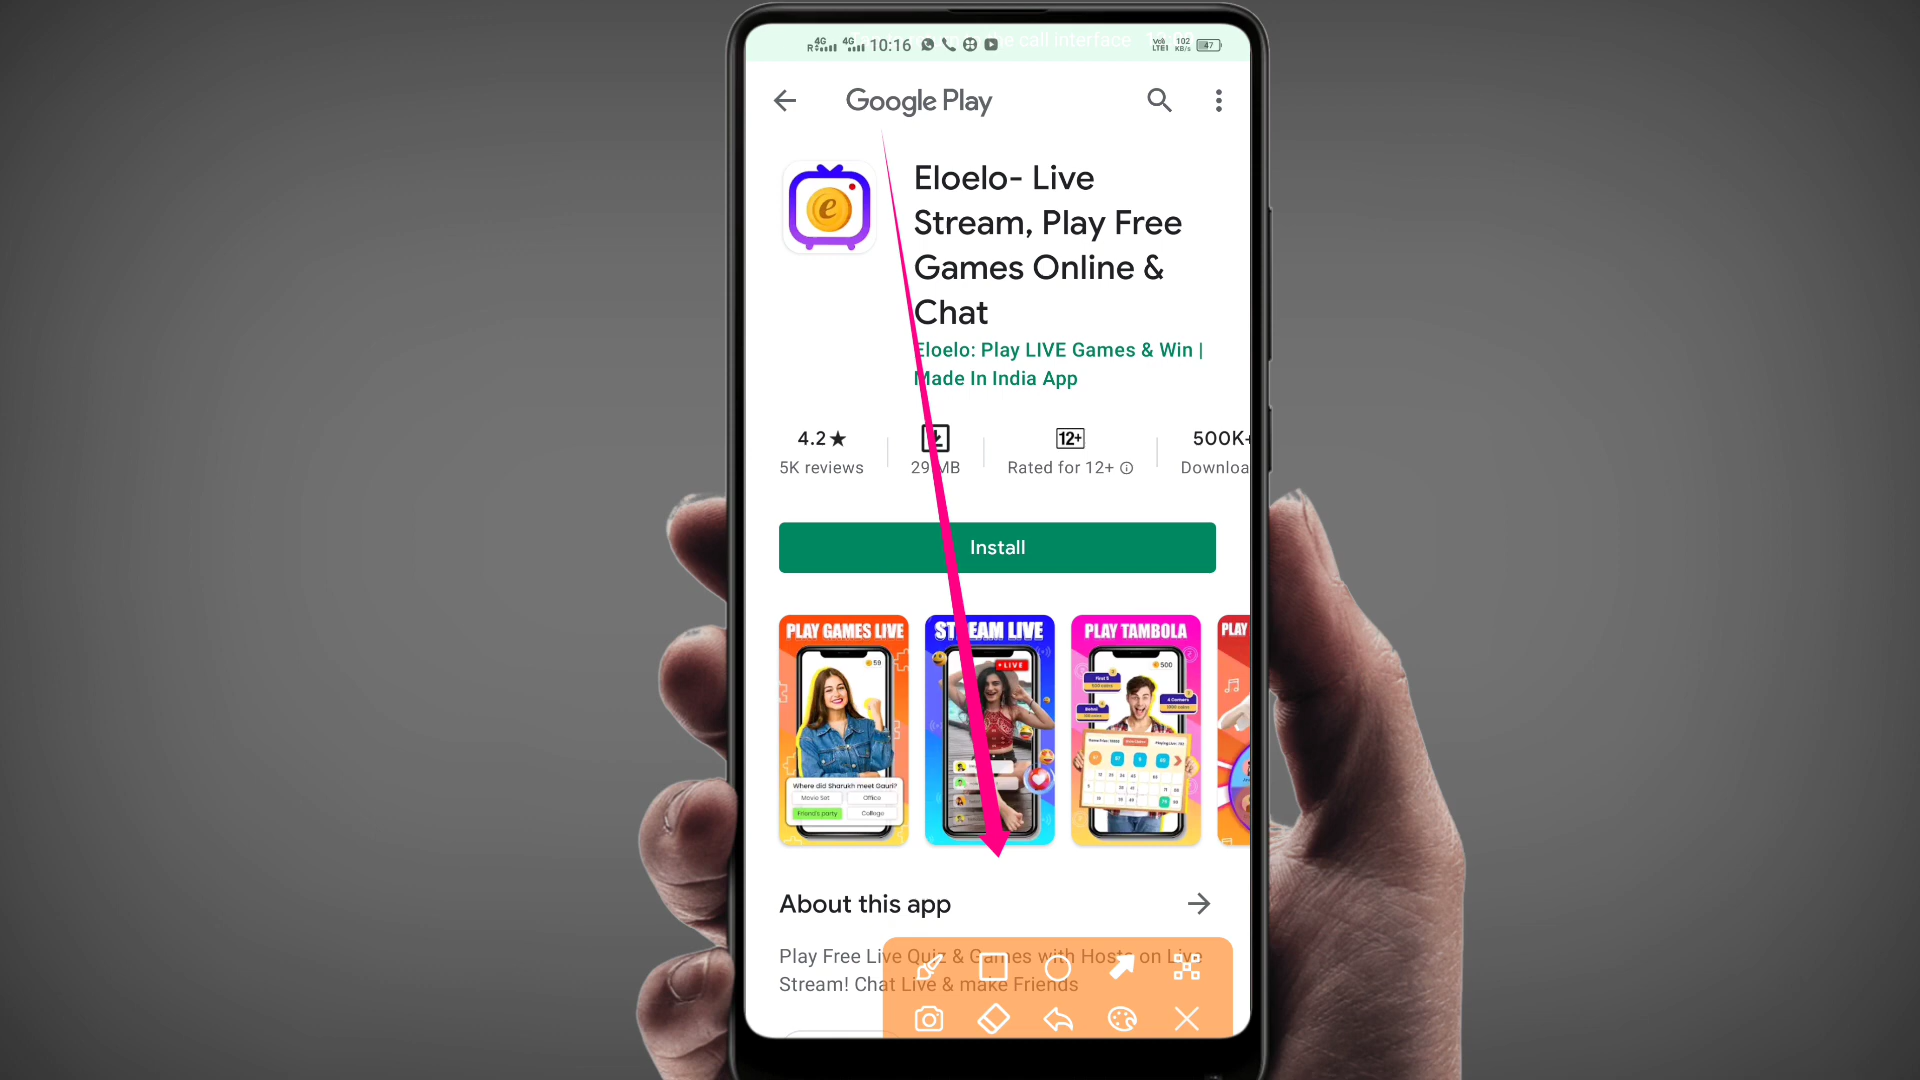 4G 4G 10:16 call interface VoLTE1 102 KB/s 47
Google Play
Eloelo- Live
Stream, Play Free
Games Online &
Chat
Eloelo: Play LIVE Games & Win |
Made In India App
4.2★ 12+ 500K+
5K reviews 29 MB Rated for 12+ Downloa
Install
PLAY GAMES LIVE STREAM LIVE PLAY TAMBOLA PLAY
59 LIVE 500
Where did Sharukh meet Gauri?
Movie Set Office
Friend's party College
About this app
Play Free Live Quiz & Games with Hosts on Live
Stream! Chat Live & make Friends